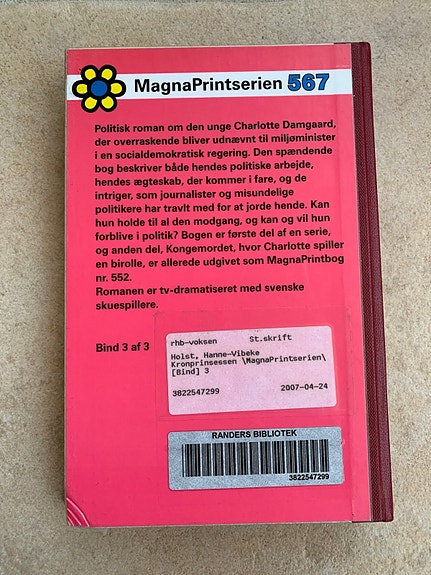 MagnaPrintserien 567
Politisk roman om den unge Charlotte Damgaard,
der overraskende bliver udnævnt til miljøminister
i en socialdemokratisk regering. Den spændende
bog beskriver både hendes politiske arbejde,
hendes ægteskab, der kommer i fare, og de
intriger, som journalister og misundelige
politikere har travlt med for at jorde hende. Kan
hun holde til al den modgang, og kan og vil hun
forblive i politik? Bogen er første del af en serie,
og anden del, Kongemordet, hvor Charlotte spiller
en birolle, er allerede udgivet som MagnaPrintbog
nr. 552.
Romanen er tv-dramatiseret med svenske
skuespillere.
Bind 3 af 3
rhb-voksen St.skrift
Holst, Hanne-Vibeke
Kronprinsessen \MagnaPrintserien\
[Bind] 3
3822547299 2007-04-24
RANDERS BIBLIOTEK
3822547299